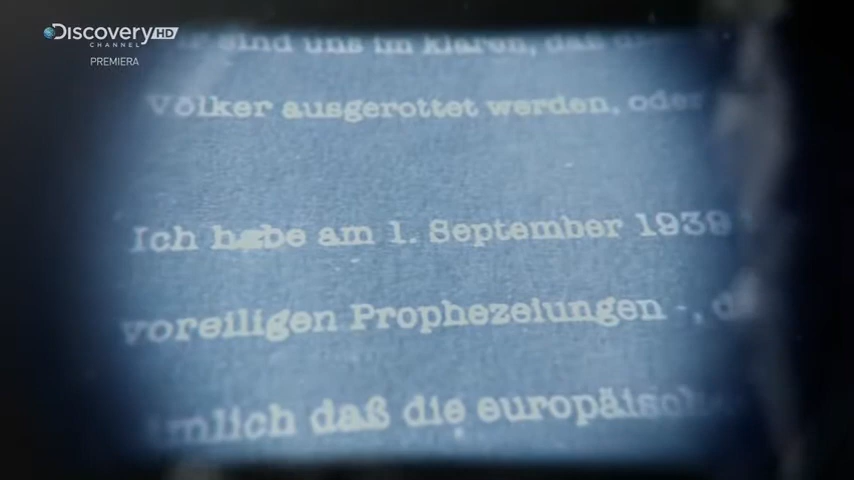 Discovery HD
CHANNEL
PREMIERA
sind uns im klaren, daß
Völker ausgerottet werden, oder
Ich habe am 1. September 1939
voreiligen Prophezeiungen -,
daß die europäische